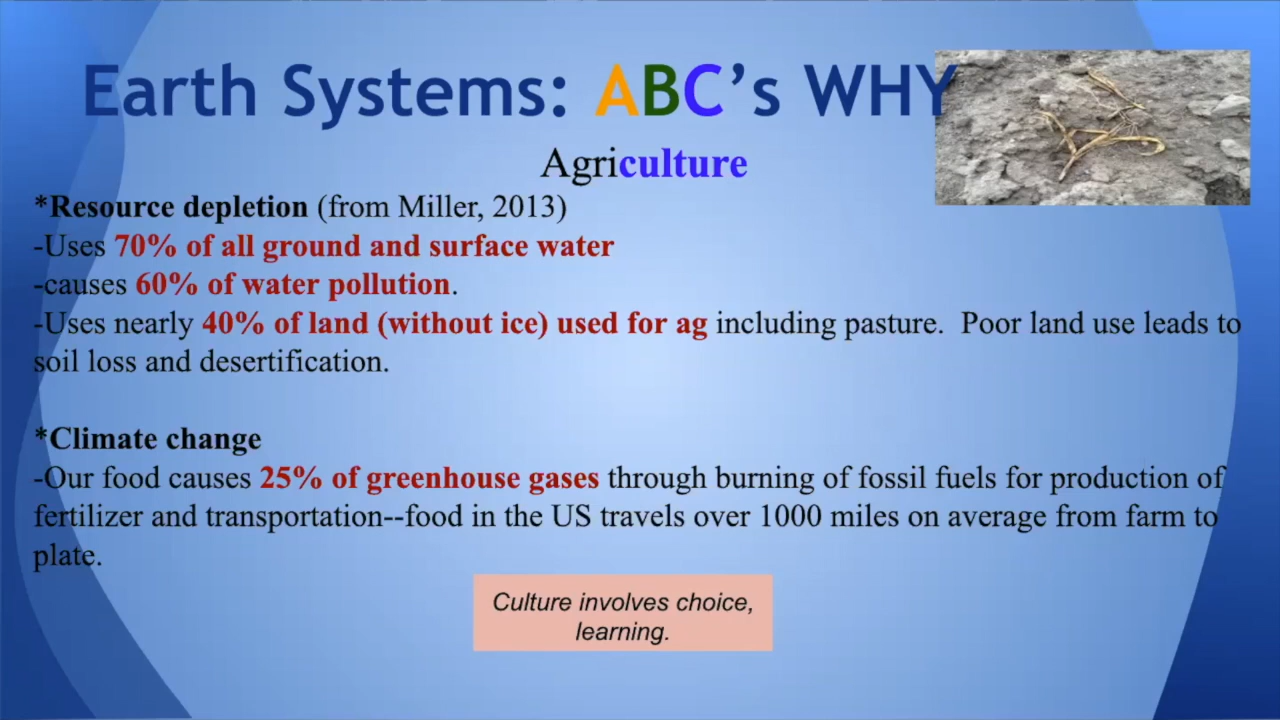 Earth Systems: ABC’s WHY
Agriculture
*Resource depletion (from Miller, 2013)
-Uses 70% of all ground and surface water
-causes 60% of water pollution.
-Uses nearly 40% of land (without ice) used for ag including pasture.  Poor land use leads to
soil loss and desertification.
*Climate change
-Our food causes 25% of greenhouse gases through burning of fossil fuels for production of
fertilizer and transportation--food in the US travels over 1000 miles on average from farm to
plate.
Culture involves choice,
learning.